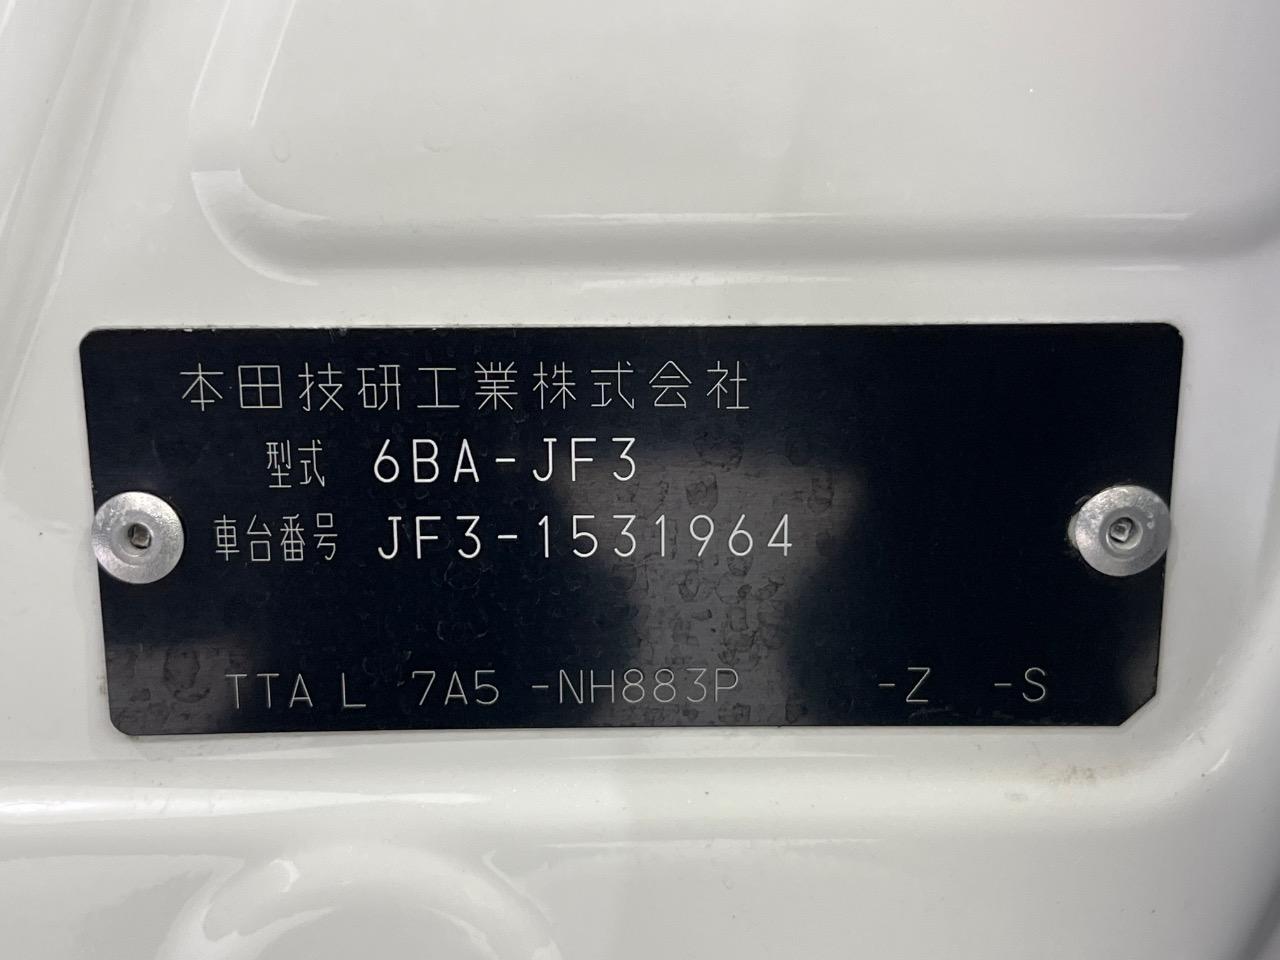 本田技研工業株式会社
型式 6BA-JF3
車台番号 JF3-1531964
TTA L 7A5 -NH883P -Z -S